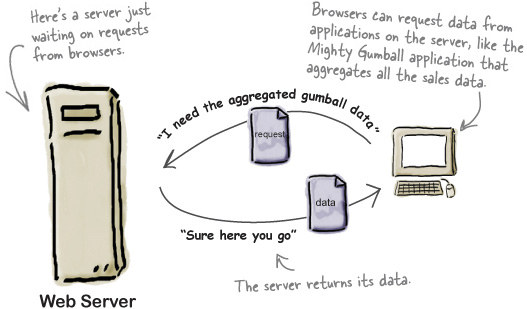 Here's a server just
waiting on requests
from browsers.
Browsers can request data from
applications on the server, like the
Mighty Gumball application that
aggregates all the sales data.
"I need the aggregated gumball data"
request
data
"Sure here you go"
The server returns its data.
Web Server